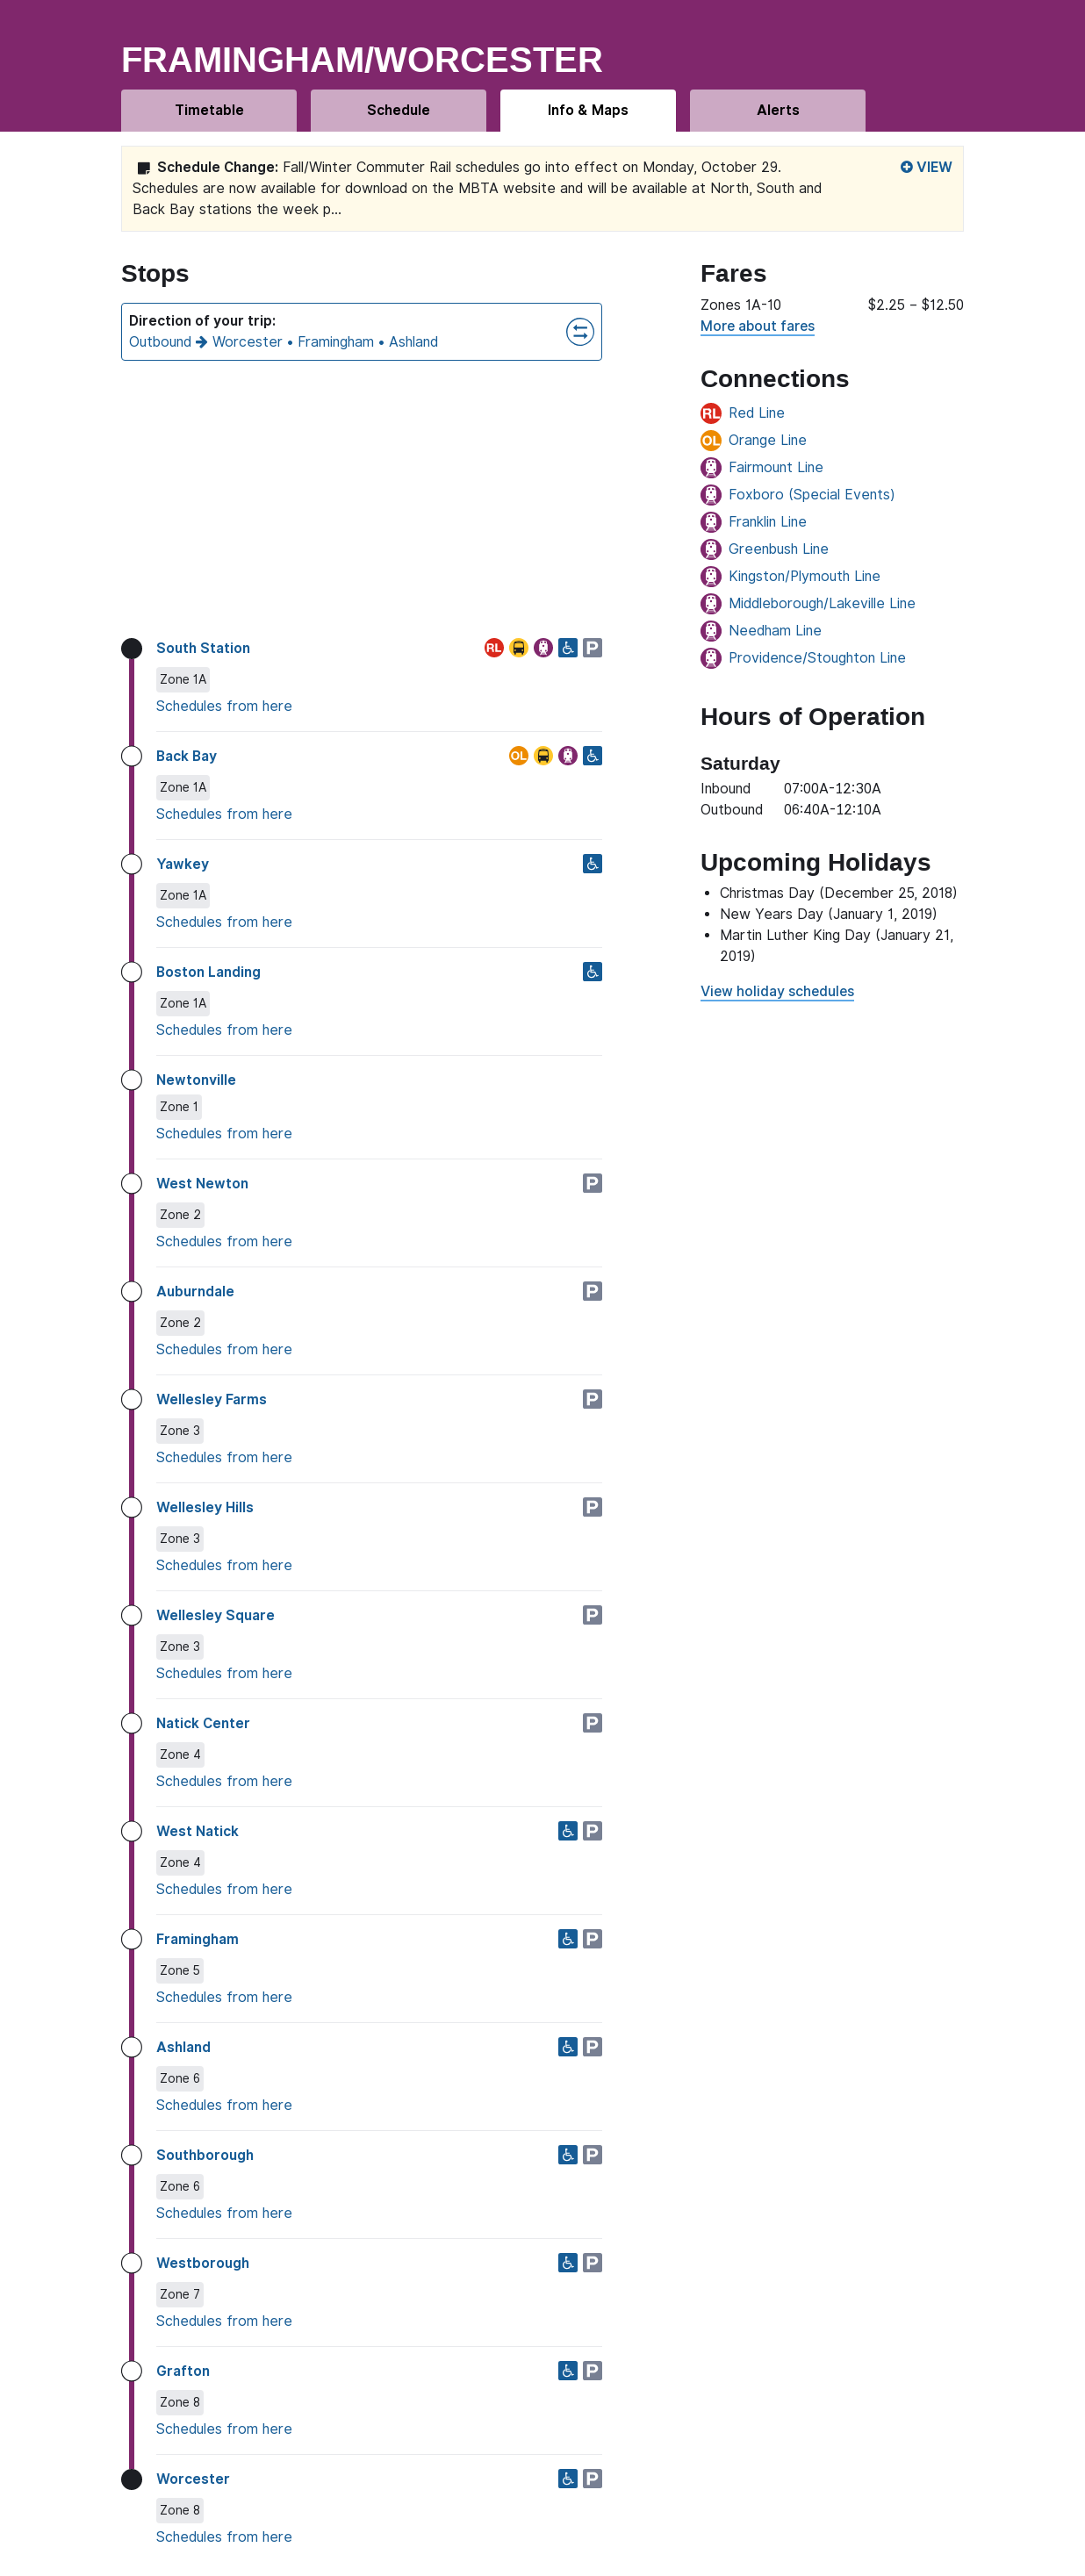 FRAMINGHAM/WORCESTER
Timetable
Schedule
Info & Maps
Alerts
Schedule Change: Fall/Winter Commuter Rail schedules go into effect on Monday, October 29.
Schedules are now available for download on the MBTA website and will be available at North, South and
Back Bay stations the week p...
VIEW
Stops
Direction of your trip:
Outbound → Worcester • Framingham • Ashland
South Station
RL
P
Zone 1A
Schedules from here
Back Bay
OL
Zone 1A
Schedules from here
Yawkey
Zone 1A
Schedules from here
Boston Landing
Zone 1A
Schedules from here
Newtonville
Zone 1
Schedules from here
West Newton
P
Zone 2
Schedules from here
Auburndale
P
Zone 2
Schedules from here
Wellesley Farms
P
Zone 3
Schedules from here
Wellesley Hills
P
Zone 3
Schedules from here
Wellesley Square
P
Zone 3
Schedules from here
Natick Center
P
Zone 4
Schedules from here
West Natick
P
Zone 4
Schedules from here
Framingham
P
Zone 5
Schedules from here
Ashland
P
Zone 6
Schedules from here
Southborough
P
Zone 6
Schedules from here
Westborough
P
Zone 7
Schedules from here
Grafton
P
Zone 8
Schedules from here
Worcester
P
Zone 8
Schedules from here
Fares
Zones 1A-10 $2.25 – $12.50
More about fares
Connections
RL Red Line
OL Orange Line
Fairmount Line
Foxboro (Special Events)
Franklin Line
Greenbush Line
Kingston/Plymouth Line
Middleborough/Lakeville Line
Needham Line
Providence/Stoughton Line
Hours of Operation
Saturday
Inbound 07:00A-12:30A
Outbound 06:40A-12:10A
Upcoming Holidays
• Christmas Day (December 25, 2018)
• New Years Day (January 1, 2019)
• Martin Luther King Day (January 21,
2019)
View holiday schedules